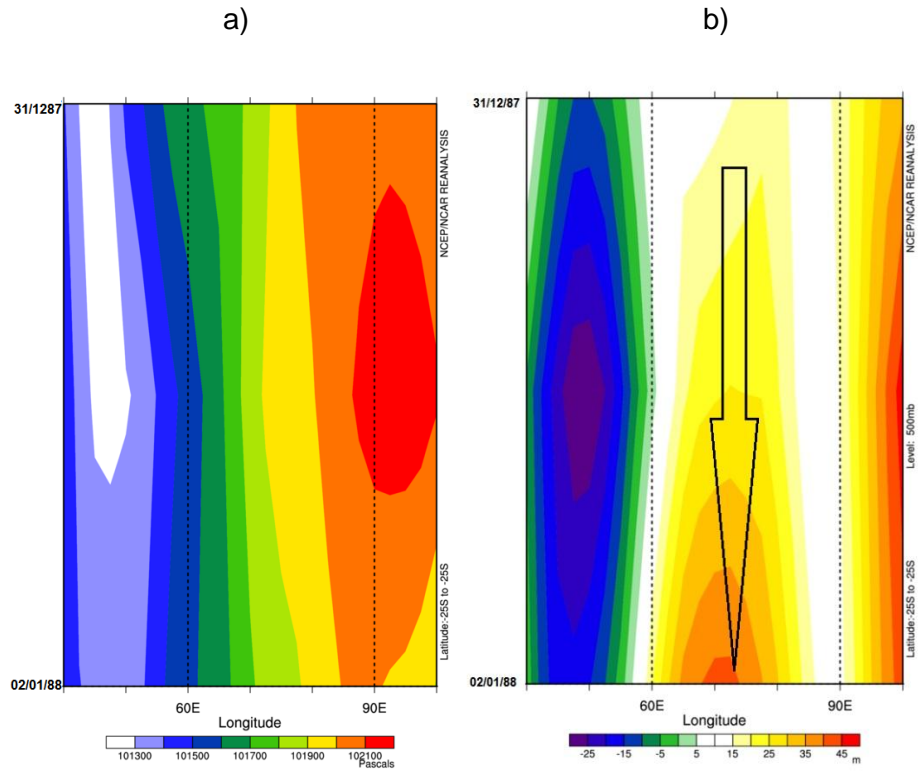 a)
b)
31/1287
02/01/88
60E
90E
Longitude
101300
101500
101700
101900
102100
Pascals
NCEP/NCAR REANALYSIS
Latitude:-25S to -25S
31/12/87
02/01/88
60E
90E
Longitude
-25
-15
-5
5
15
25
35
45
m
NCEP/NCAR REANALYSIS
Level: 500mb
Latitude:-25S to -25S